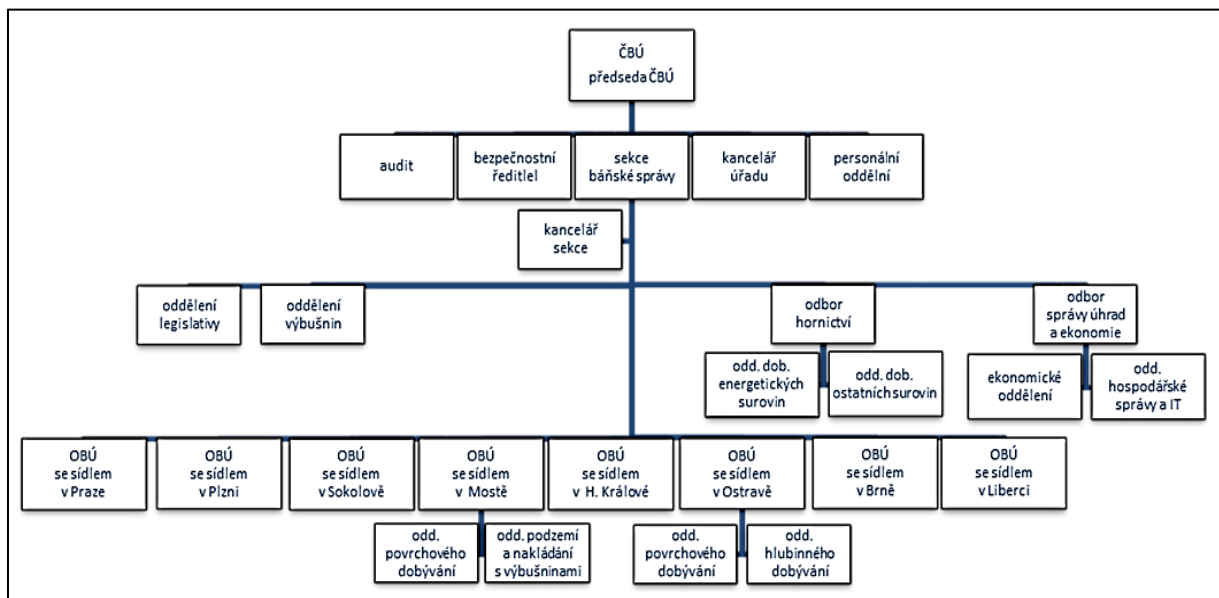 ČBÚ
předseda ČBÚ
audit
bezpečnostní
ředitlel
sekce
báňské správy
kancelář
úřadu
personální
oddělní
kancelář
sekce
oddělení
legislativy
oddělení
výbušnin
odbor
hornictví
odbor
správy úhrad
a ekonomie
odd. dob.
energetických
surovin
odd. dob.
ostatních surovin
ekonomické
oddělení
odd.
hospodářské
správy a IT
OBÚ
se sídlem
v Praze
OBÚ
se sídlem
v Plzni
OBÚ
se sídlem
v Sokolově
OBÚ
se sídlem
v Mostě
OBÚ
se sídlem
v H. Králové
OBÚ
se sídlem
v Ostravě
OBÚ
se sídlem
v Brně
OBÚ
se sídlem
v Liberci
odd.
povrchového
dobývání
odd. podzemí
a nakládání
s výbušninami
odd.
povrchového
dobývání
odd.
hlubinného
dobývání